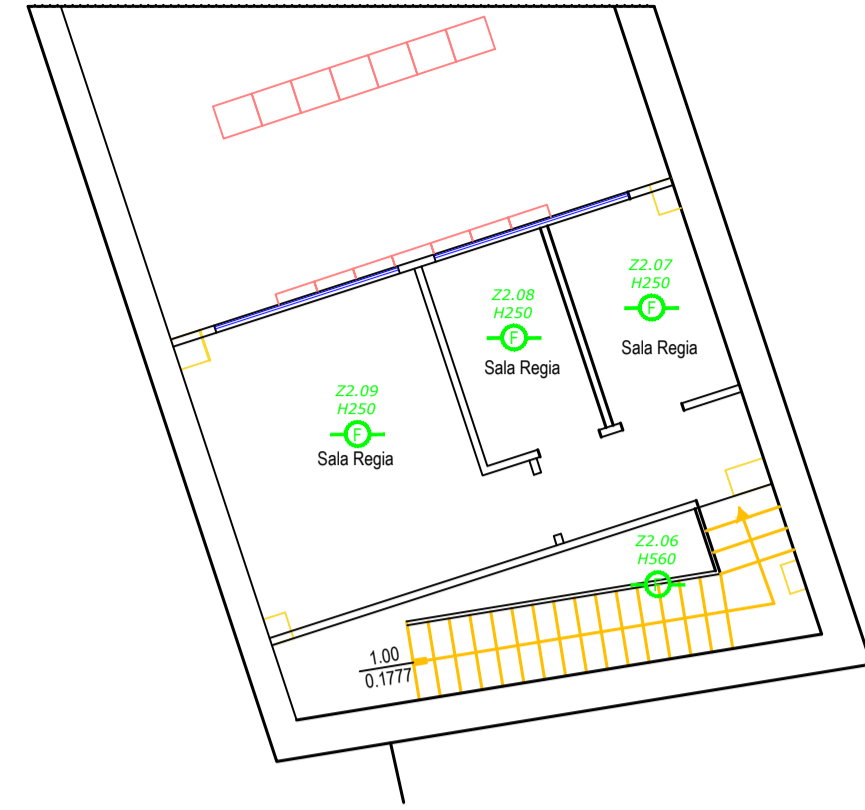 Z2.07
H250
F
Sala Regia
Z2.08
H250
F
Sala Regia
Z2.09
H250
F
Sala Regia
Z2.06
H560
F
1.00
0.1777